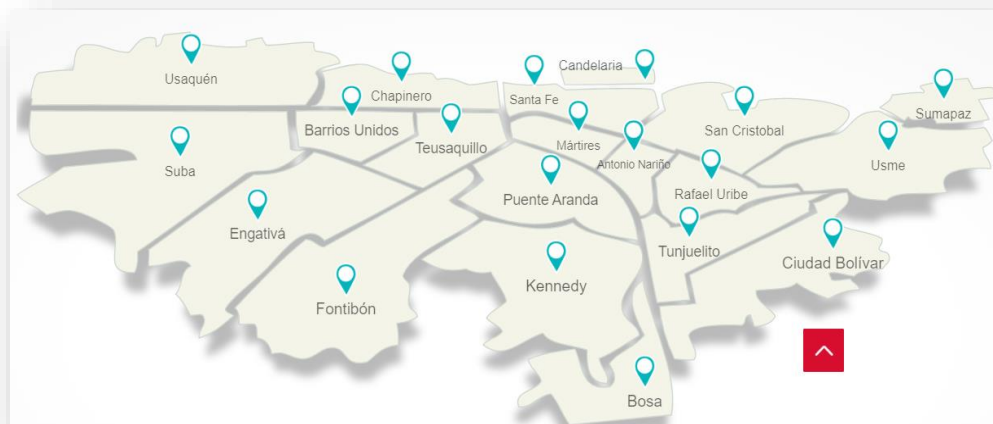 Usaquén
Chapinero
Santa Fe
Candelaria
Sumapaz
Barrios Unidos
Teusaquillo
Mártires
Antonio Nariño
San Cristobal
Usme
Suba
Puente Aranda
Rafael Uribe
Engativá
Tunjuelito
Ciudad Bolívar
Fontibón
Kennedy
Bosa